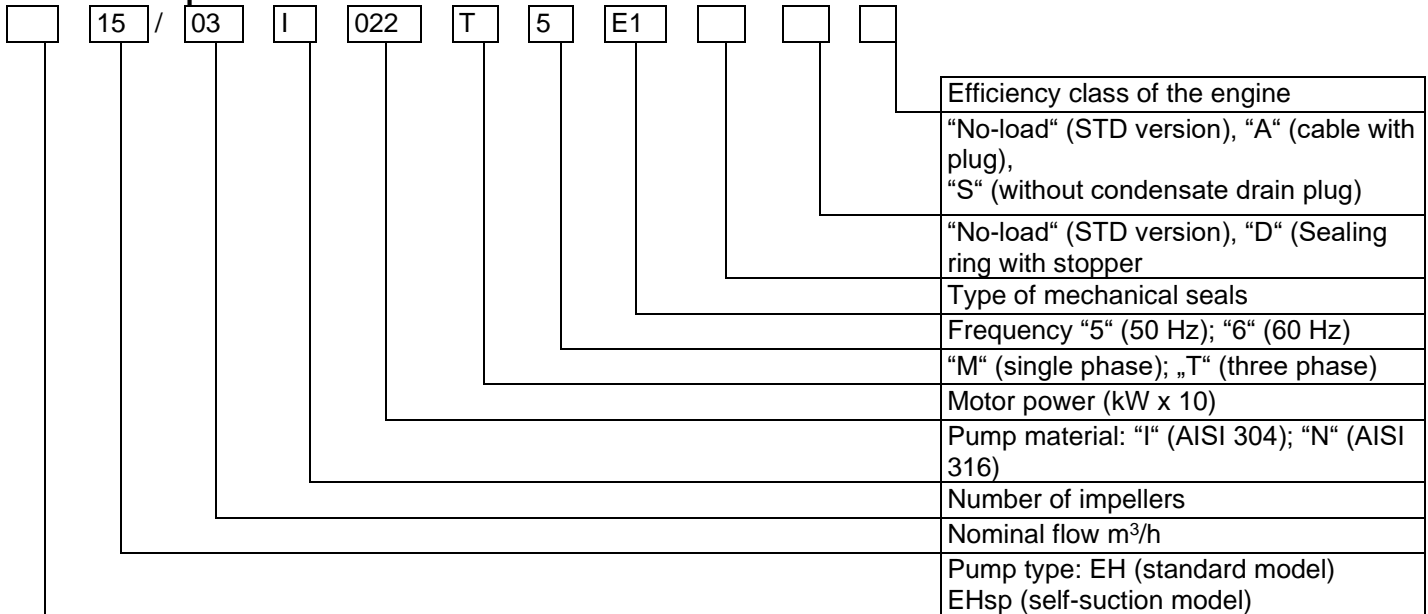 15 / 03 I 022 T 5 E1
Efficiency class of the engine
“No-load“ (STD version), “A“ (cable with
plug),
“S“ (without condensate drain plug)
“No-load“ (STD version), “D“ (Sealing
ring with stopper
Type of mechanical seals
Frequency “5“ (50 Hz); “6“ (60 Hz)
“M“ (single phase); „T“ (three phase)
Motor power (kW x 10)
Pump material: “I“ (AISI 304); “N“ (AISI
316)
Number of impellers
Nominal flow m³/h
Pump type: EH (standard model)
EHsp (self-suction model)